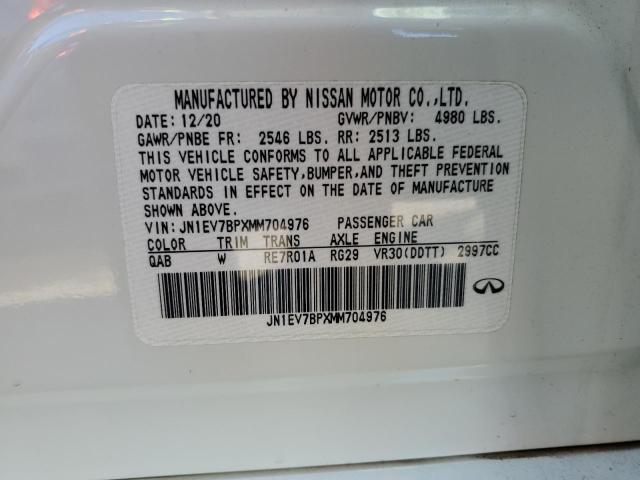 MANUFACTURED BY NISSAN MOTOR CO.,LTD.
DATE: 12/20 GVWR/PNBV: 4980 LBS.
GAWR/PNBE FR: 2546 LBS. RR: 2513 LBS.
THIS VEHICLE CONFORMS TO ALL APPLICABLE FEDERAL
MOTOR VEHICLE SAFETY,BUMPER,AND THEFT PREVENTION
STANDARDS IN EFFECT ON THE DATE OF MANUFACTURE
SHOWN ABOVE.
VIN: JN1EV7BPXMM704976 PASSENGER CAR
COLOR TRIM TRANS AXLE ENGINE
QAB W RE7R01A RG29 VR30(DDTT) 2997CC
JN1EV7BPXMM704976